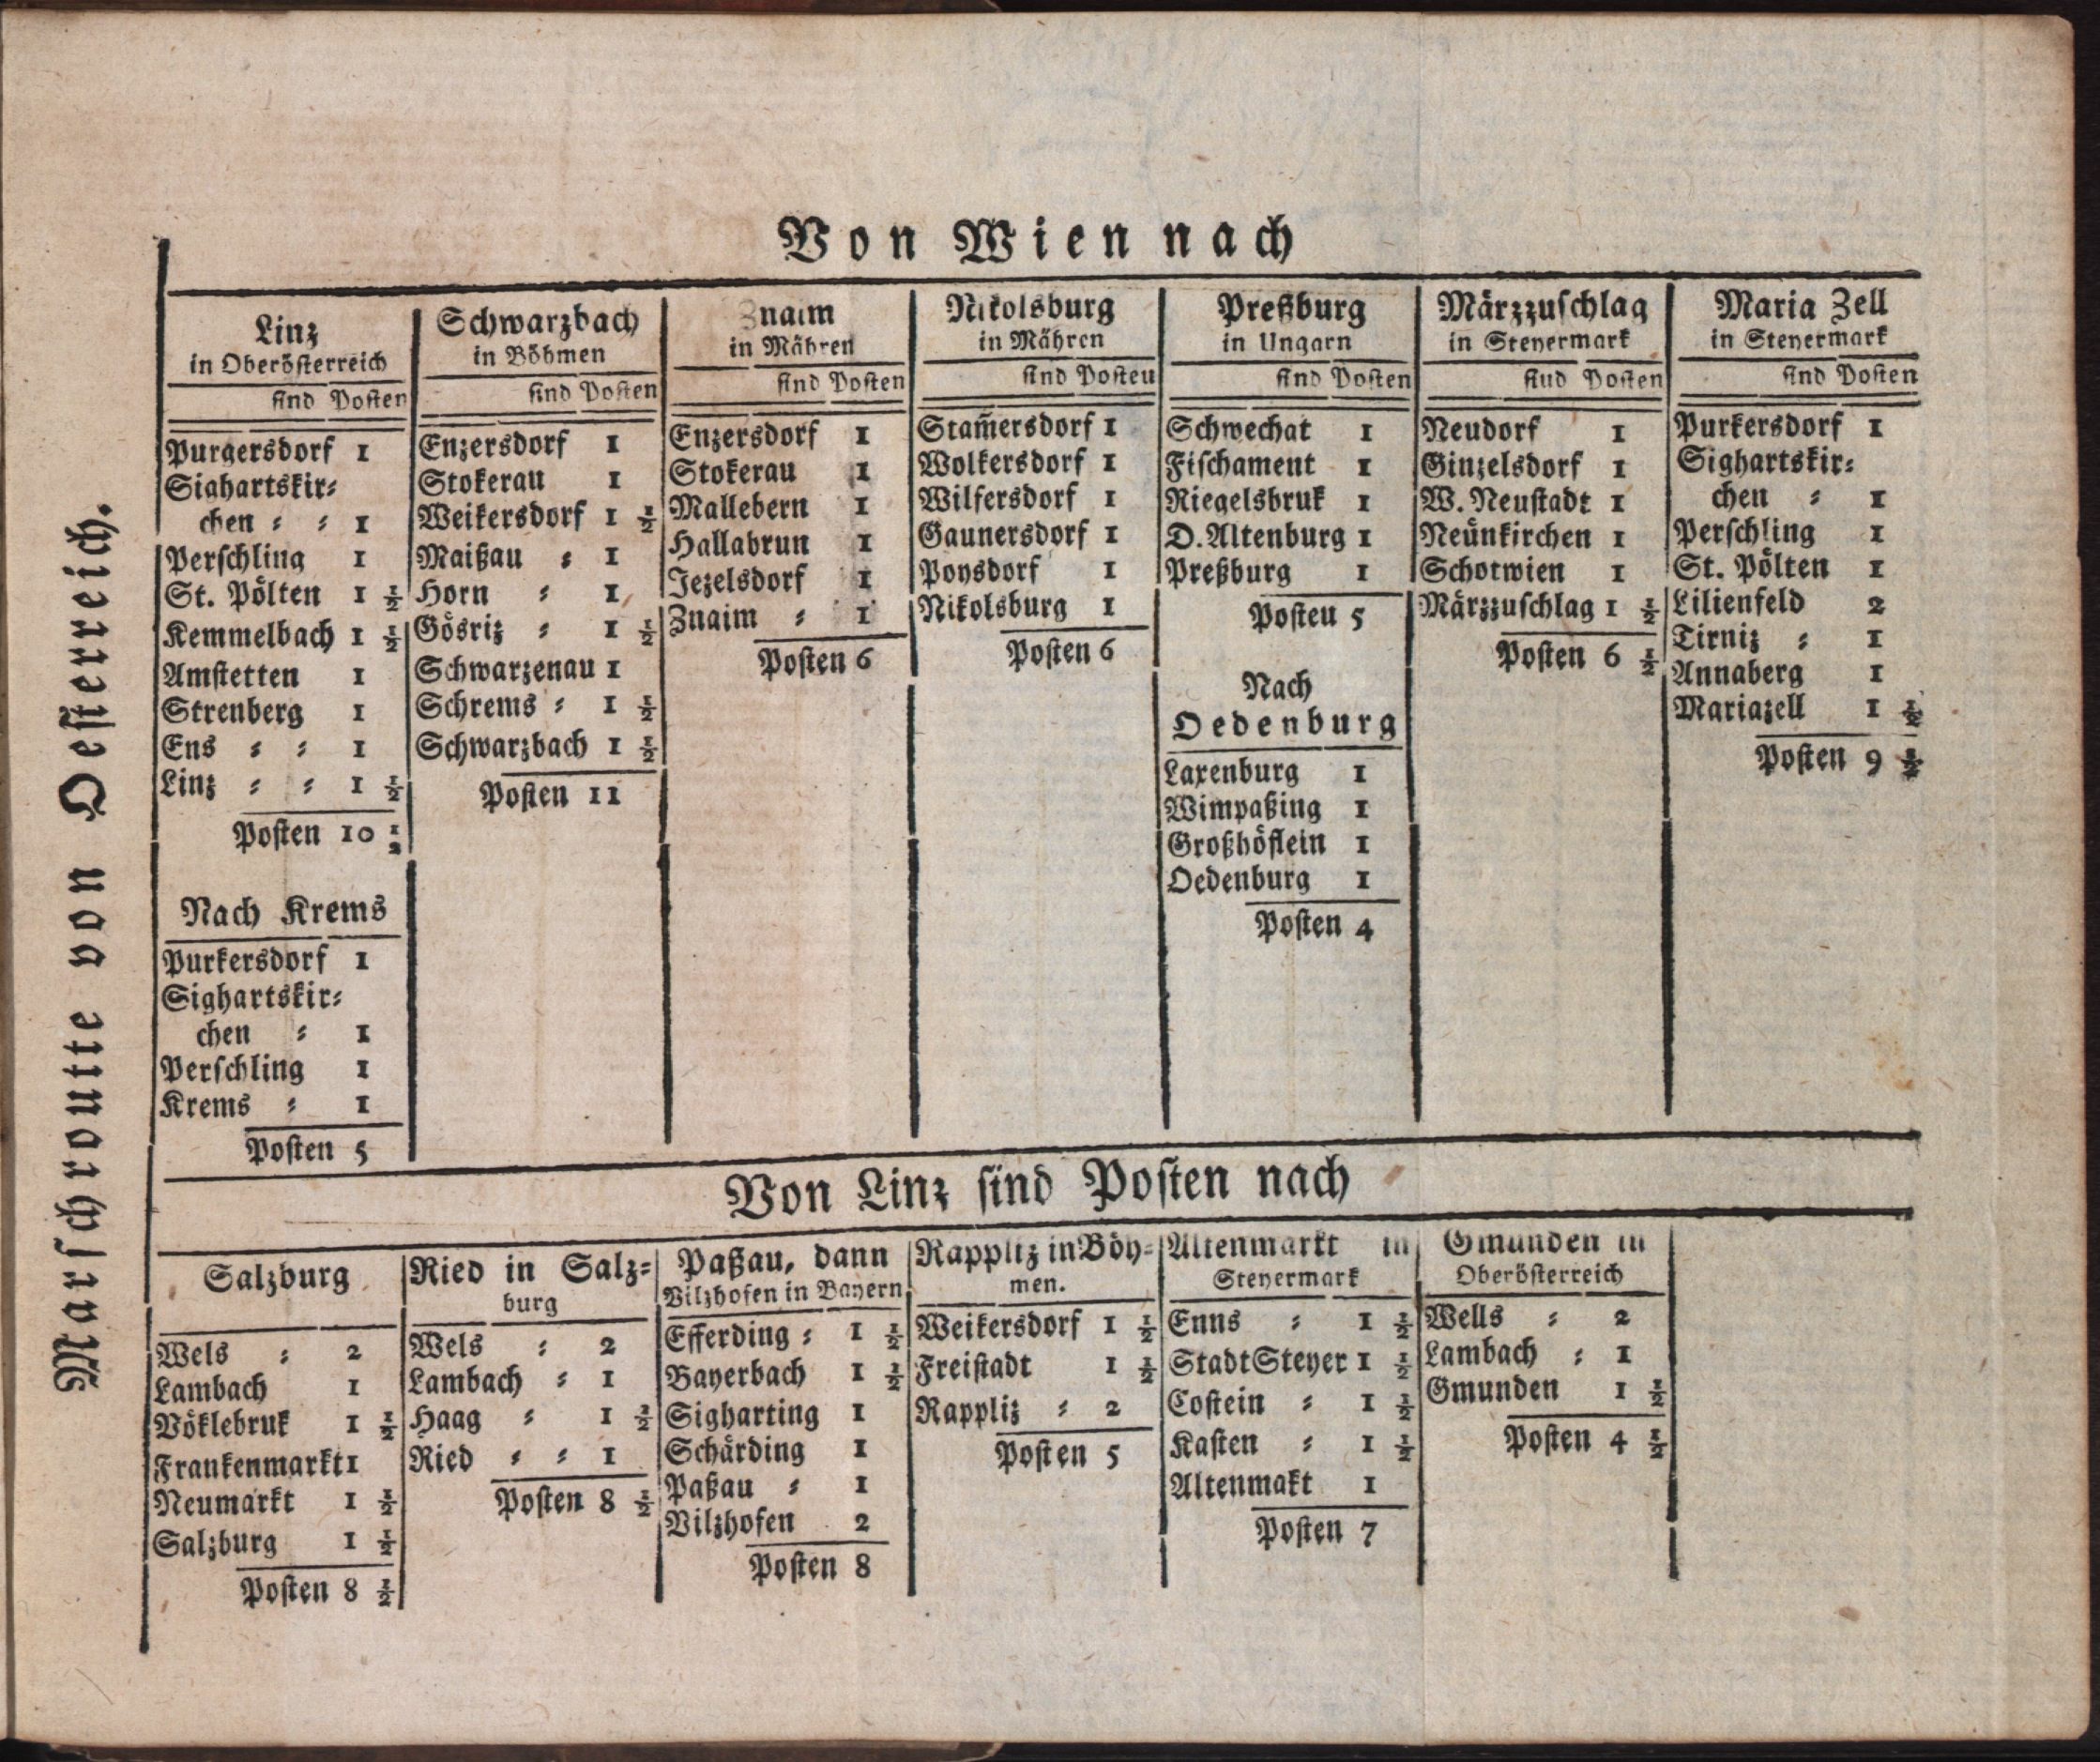 Marschroutte von Oesterreich.
Von Wien nach
Linz
in Oberösterreich
sind Posten
Purgersdorf 1
Siahartskir⸗
chen ⸗ ⸗ 1
Perschling 1
St. Pölten 1 ½
Kemmelbach 1 ½
Amstetten 1
Strenberg 1
Ens ⸗ ⸗ 1
Linz ⸗ ⸗ 1 ½
Posten 10 ½
Nach Krems
Purkersdorf 1
Sighartskir⸗
chen ⸗ 1
Perschling 1
Krems ⸗ 1
Posten 5
Schwarzbach
in Böhmen
sind Posten
Enzersdorf 1
Stokerau 1
Weikersdorf 1 ½
Maißau ⸗ 1
Horn ⸗ 1
Gösriz ⸗ 1 ½
Schwarzenau 1
Schrems ⸗ 1 ½
Schwarzbach 1 ½
Posten 11
Znaim
in Mähren
sind Posten
Enzersdorf 1
Stokerau 1
Mallebern 1
Hallabrun 1
Jezelsdorf 1
Znaim ⸗ 1
Posten 6
Nikolsburg
in Mähren
sind Posteu
Stam̅ersdorf 1
Wolkersdorf 1
Wilfersdorf 1
Gaunersdorf 1
Poysdorf 1
Nikolsburg 1
Posten 6
Preßburg
in Ungarn
sind Posten
Schwechat 1
Fischament 1
Riegelsbruk 1
D. Altenburg 1
Preßburg 1
Posteu 5
Nach
Oedenburg
Laxenburg 1
Wimpaßing 1
Großhöflein 1
Oedenburg 1
Posten 4
Märzzuschlag
in Steyermark
siud Posten
Neudorf 1
Ginzelsdorf 1
W. Neustadt 1
Neünkirchen 1
Schotwien 1
Märzzuschlag 1 ½
Posten 6 ½
Maria Zell
in Steyermark
sind Posten
Purkersdorf 1
Sighartskir⸗
chen ⸗ 1
Perschling 1
St. Pölten 1
Lilienfeld 2
Tirniz ⸗ 1
Annaberg 1
Mariazell 1 ½
Posten 9 ½
Von Linz sind Posten nach
Salzburg
Wels ⸗ 2
Lambach 1
Vöklebruk 1 ½
Frankenmarkt 1
Neumarkt 1 ½
Salzburg 1 ½
Posten 8 ½
Ried in Salz⸗
burg
Wels ⸗ 2
Lambach ⸗ 1
Haag ⸗ 1 ½
Ried ⸗ ⸗ 1
Posten 8 ½
Paßau, dann
Vilzhofen in Bayern
Efferding ⸗ 1 ½
Bayerbach 1 ½
Sigharting 1
Schärding 1
Paßau ⸗ 1
Vilzhofen 2
Posten 8
Rappliz in Böh⸗
men.
Weikersdorf 1 ½
Freistadt 1 ½
Rappliz ⸗ 2
Posten 5
Altenmarkt in
Steyermark
Enns ⸗ 1 ½
Stadt Steyer 1 ½
Costein ⸗ 1 ½
Kasten ⸗ 1 ½
Altenmakt 1
Posten 7
Gmunden in
Oberösterreich
Wells ⸗ 2
Lambach ⸗ 1
Gmunden 1 ½
Posten 4 ½